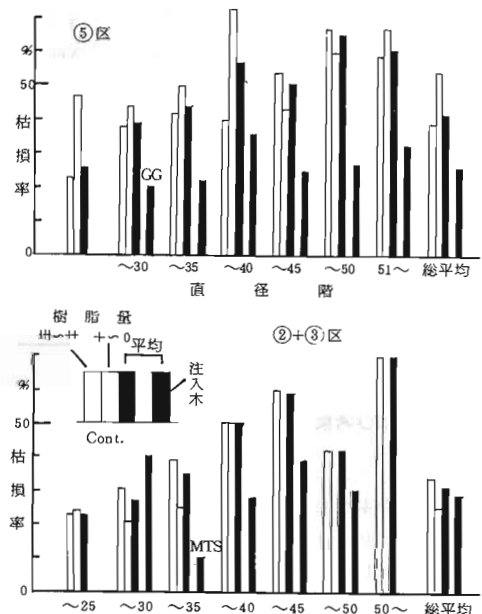 ⑤区
%
50
枯損率
0
GG
～30 ～35 ～40 ～45 ～50 51～ 総平均
直径階
樹脂量
卌～卄 +～0
平均
注入木
Cont.
②+③区
%
50
枯損率
0
MTS
～25 ～30 ～35 ～40 ～45 ～50 50～ 総平均